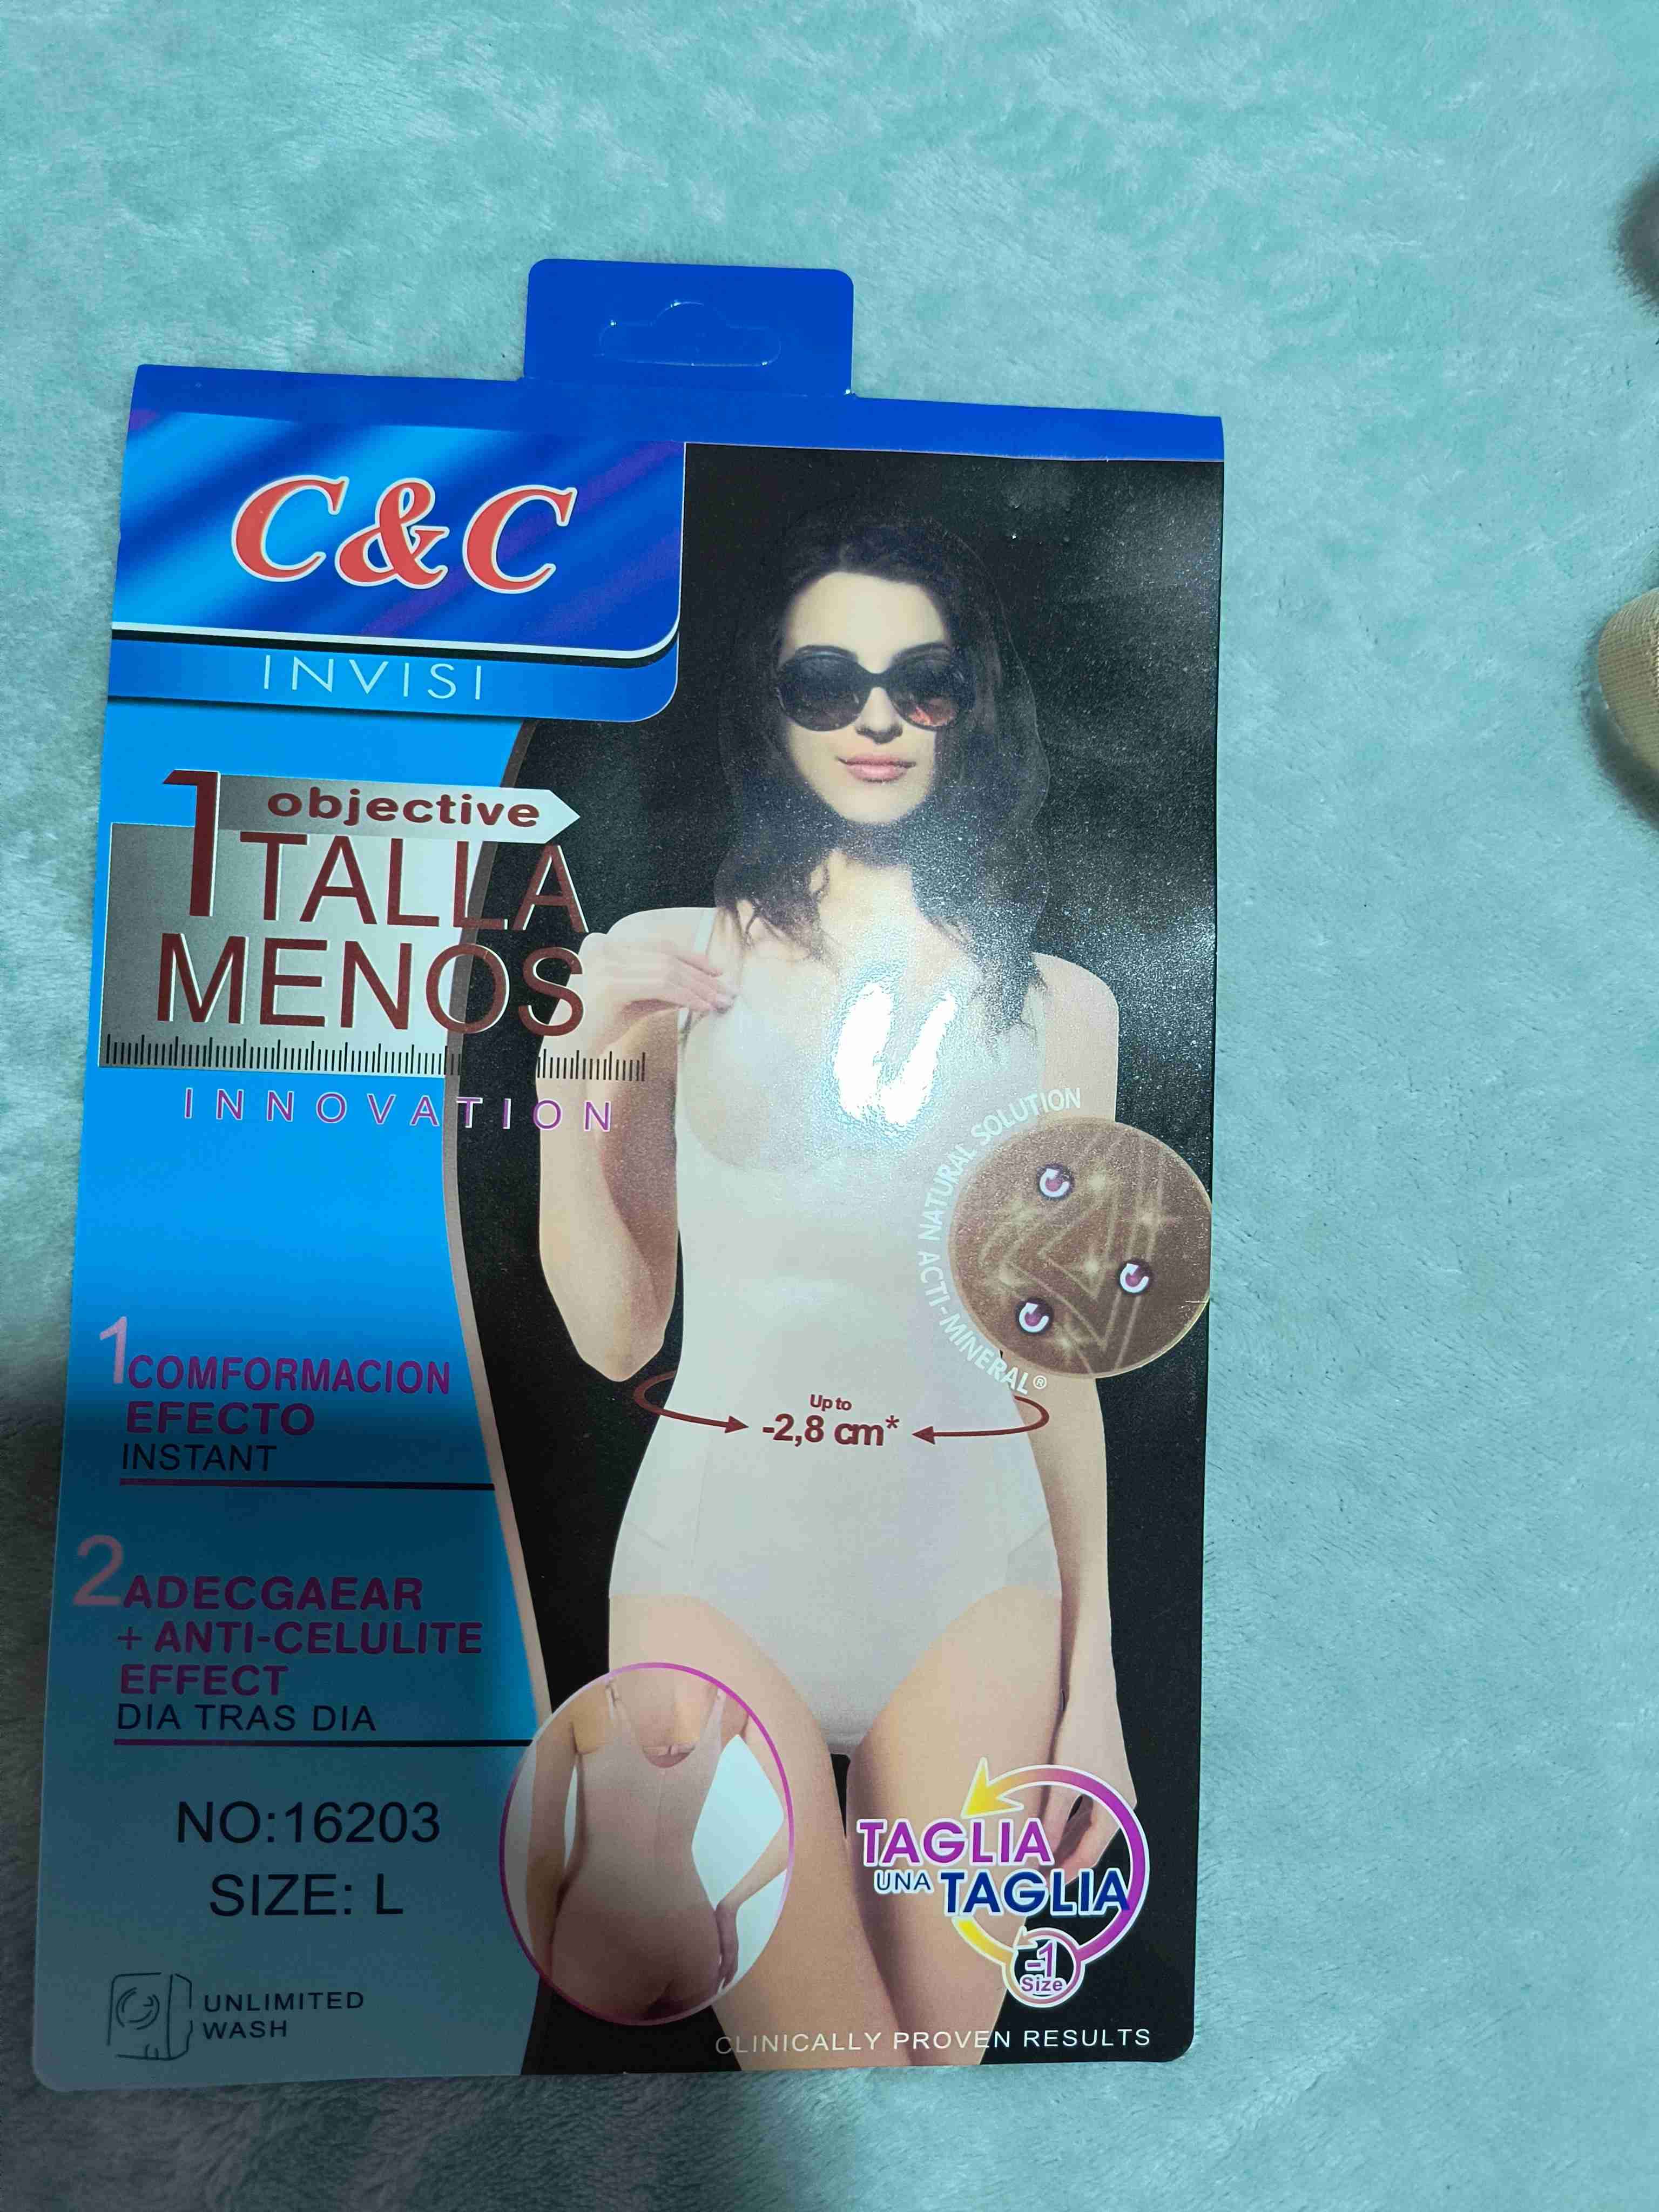 C&C
INVISI
1 objective
TALLA
MENOS
INNOVATION
ACTI-MINERAL® NATURAL SOLUTION
Up to
-2,8 cm*
1 COMFORMACION
EFECTO
INSTANT
2 ADECGAEAR
+ ANTI-CELULITE
EFFECT
DIA TRAS DIA
NO:16203
SIZE: L
UNLIMITED
WASH
TAGLIA
UNA TAGLIA
-1
Size
CLINICALLY PROVEN RESULTS